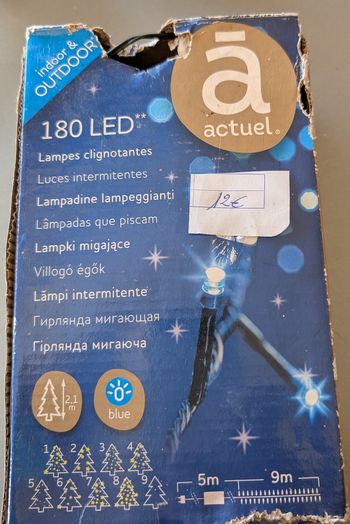 indoor &
OUTDOOR
ā
actuel®
180 LED**
12€
Lampes clignotantes
Luces intermitentes
Lampadine lampeggianti
Lâmpadas que piscam
Lampki migające
Villogó égők
Lămpi intermitente
Гирлянда мигающая
Гірлянда мигаюча
2,1 m
blue
1 2 3 4
5 6 7 8 9
5m 9m